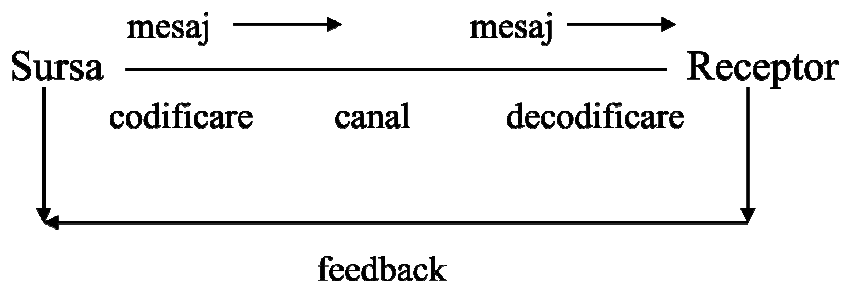 mesaj mesaj
Sursa Receptor
codificare canal decodificare
feedback